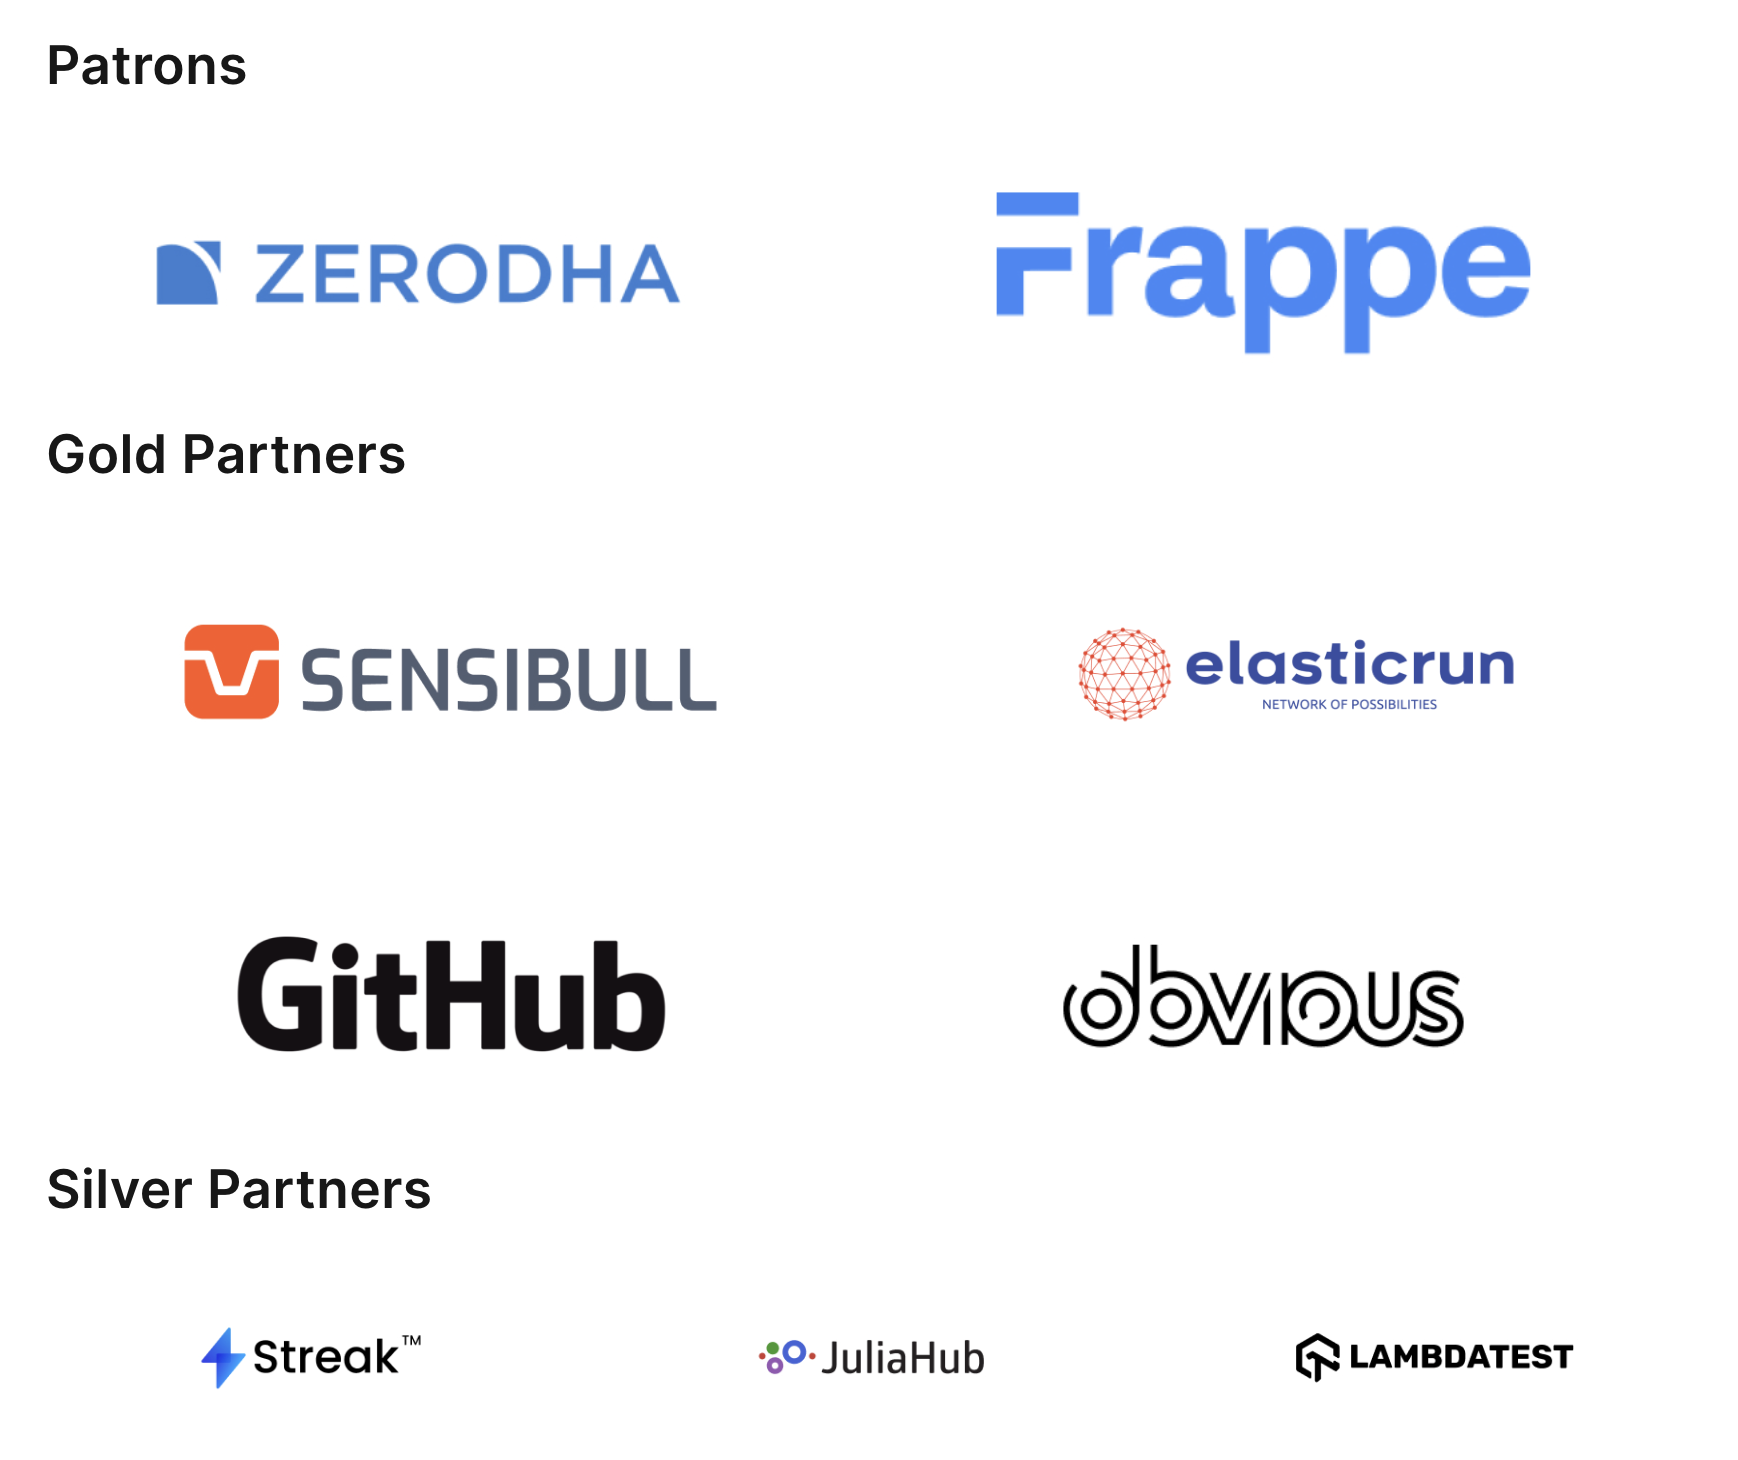 Patrons
ZERODHA
Frappe
Gold Partners
SENSIBULL
elasticrun
NETWORK OF POSSIBILITIES
GitHub
obvious
Silver Partners
Streak™
JuliaHub
LAMBDATEST